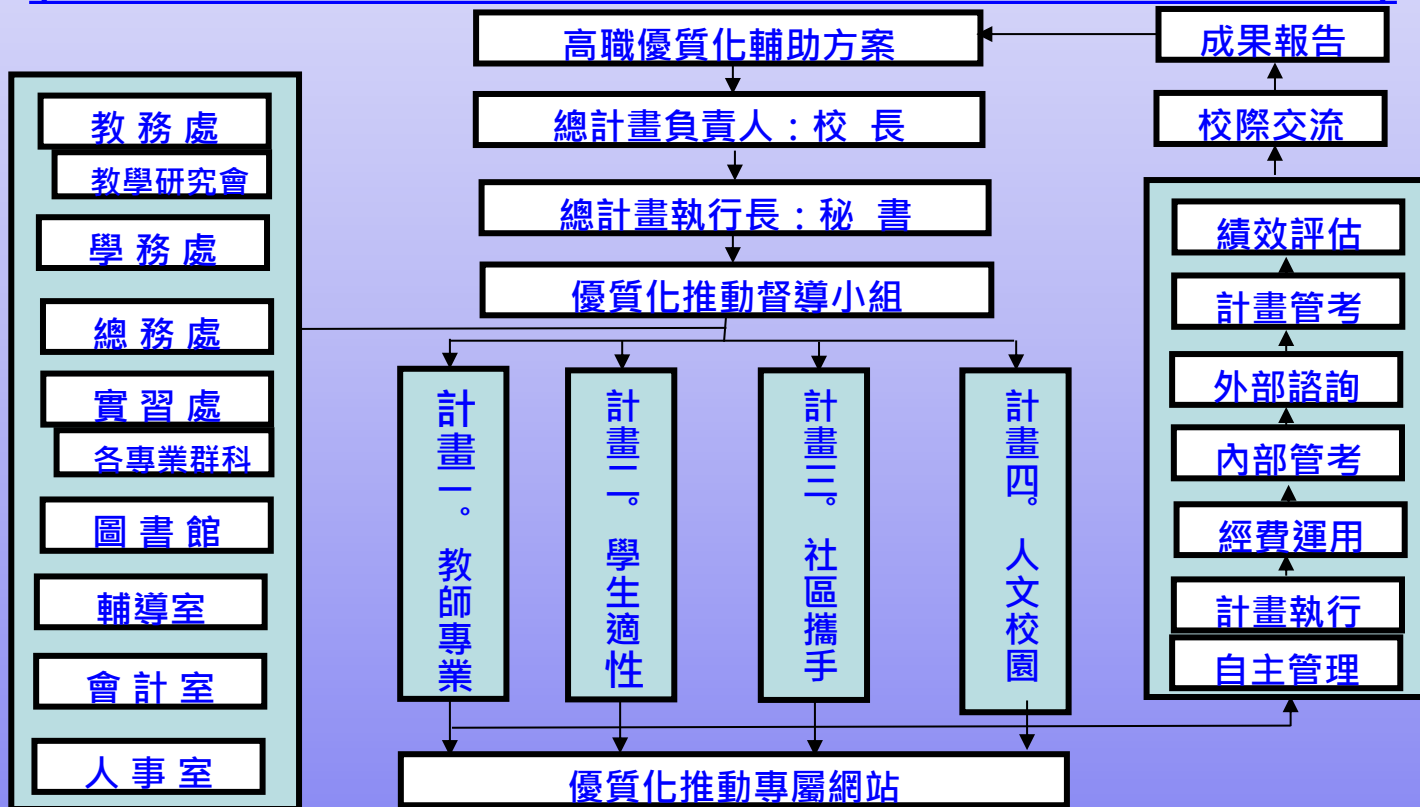 高職優質化輔助方案
總計畫負責人：校 長
總計畫執行長：秘 書
優質化推動督導小組
教 務 處
教學研究會
學 務 處
總 務 處
實 習 處
各專業群科
圖 書 館
輔導室
會 計 室
人 事 室
計畫一。教師專業
計畫二。學生適性
計畫三。社區攜手
計畫四。人文校園
優質化推動專屬網站
成果報告
校際交流
績效評估
計畫管考
外部諮詢
內部管考
經費運用
計畫執行
自主管理